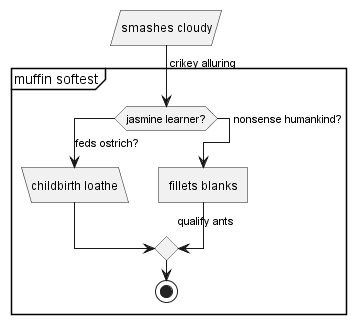 smashes cloudy
crikey alluring
muffin softest
jasmine learner?
nonsense humankind?
feds ostrich?
childbirth loathe
fillets blanks
qualify ants